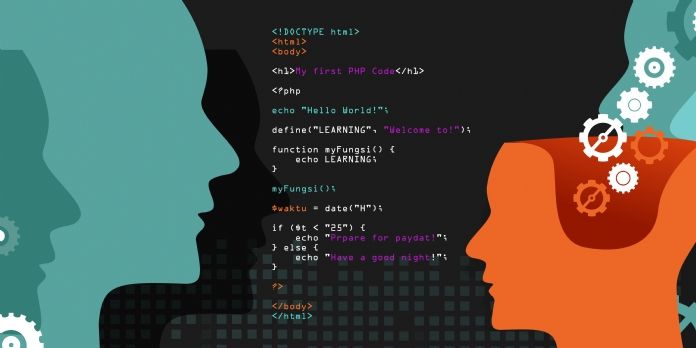 <!DOCTYPE html>
<html>
<body>
<h1>My first PHP Code</h1>
<?php
echo "Hello World!";
define("LEARNING", "Welcome to!");
function myFungsi() {
echo LEARNING;
}
myFungsi();
$waktu = date("H");
if ($t < "25") {
echo "Prpare for paydat!";
} else {
echo "Have a good night!";
}
?>
</body>
</html>